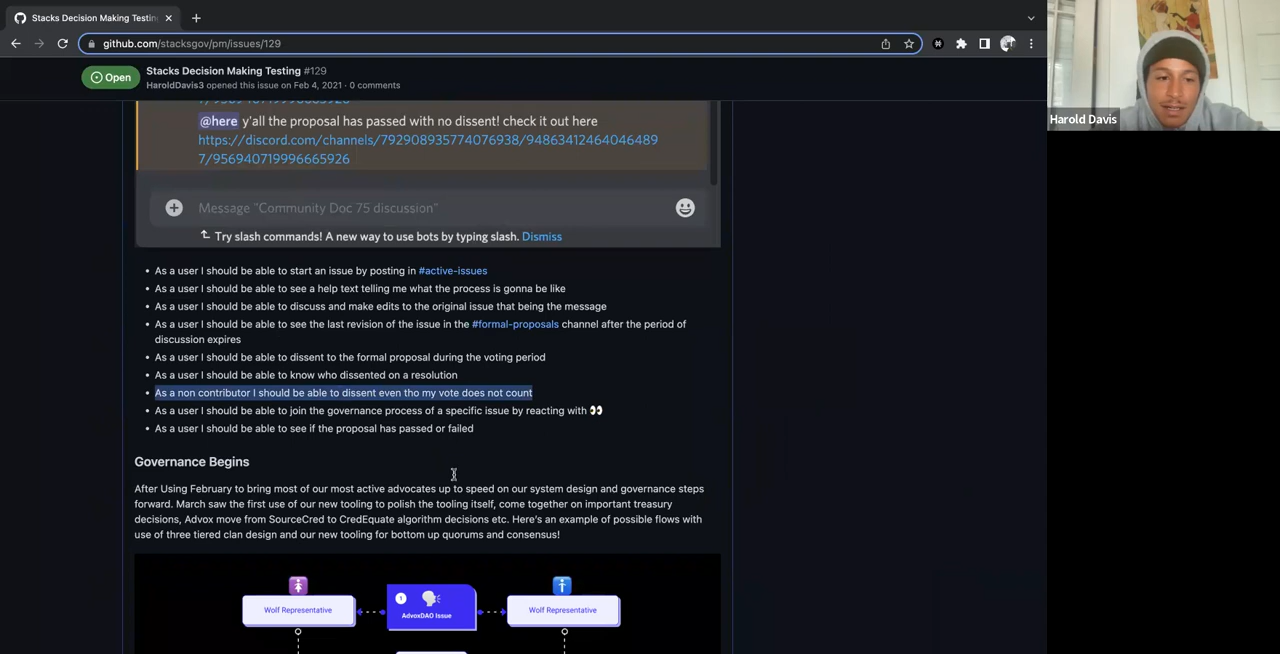 Stacks Decision Making Testin
github.com/stacksgov/pm/issues/129
Open
Stacks Decision Making Testing #129
HaroldDavis3 opened this issue on Feb 4, 2021 · 0 comments
Harold Davis
@here y'all the proposal has passed with no dissent! check it out here
https://discord.com/channels/792908935774076938/94863412464046489
7/956940719996665926
Message "Community Doc 75 discussion"
Try slash commands! A new way to use bots by typing slash. Dismiss
• As a user I should be able to start an issue by posting in #active-issues
• As a user I should be able to see a help text telling me what the process is gonna be like
• As a user I should be able to discuss and make edits to the original issue that being the message
• As a user I should be able to see the last revision of the issue in the #formal-proposals channel after the period of
discussion expires
• As a user I should be able to dissent to the formal proposal during the voting period
• As a user I should be able to know who dissented on a resolution
• As a non contributor I should be able to dissent even tho my vote does not count
• As a user I should be able to join the governance process of a specific issue by reacting with 👀
• As a user I should be able to see if the proposal has passed or failed
Governance Begins
After Using February to bring most of our most active advocates up to speed on our system design and governance steps
forward. March saw the first use of our new tooling to polish the tooling itself, come together on important treasury
decisions, Advox move from SourceCred to CredEquate algorithm decisions etc. Here's an example of possible flows with
use of three tiered clan design and our new tooling for bottom up quorums and consensus!
1
Wolf Representative
AdvoxDAO Issue
Wolf Representative